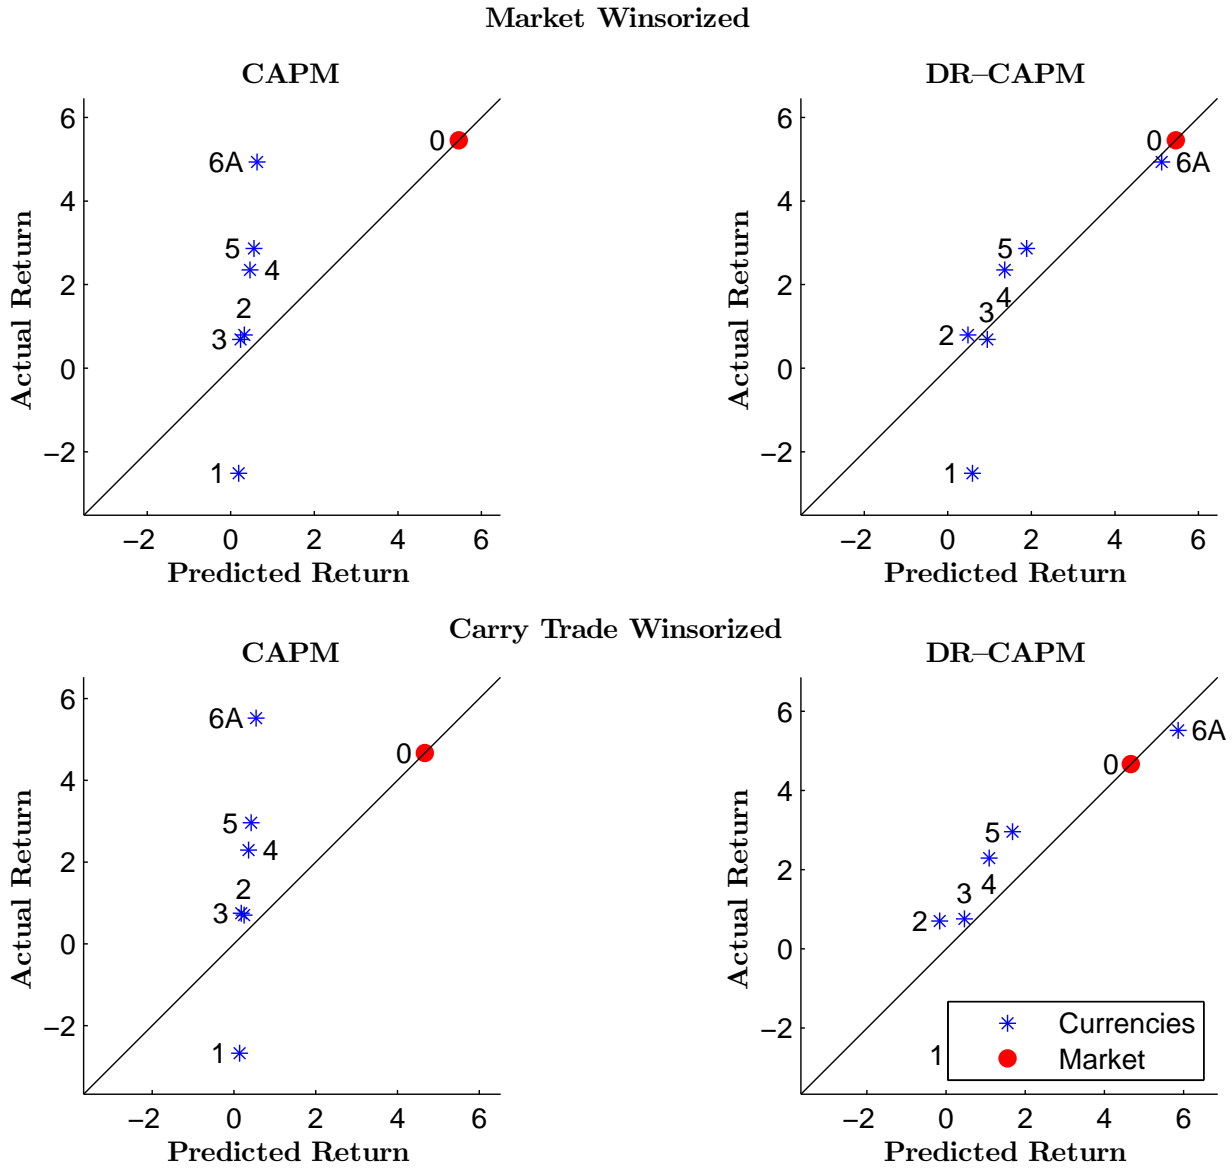 Market Winsorized
CAPM
DR–CAPM
6
4
2
0
−2
Actual Return
0
6A
5
4
2
3
1
−2 0 2 4 6
Predicted Return
6
4
2
0
−2
Actual Return
0
6A
5
4
3
2
1
−2 0 2 4 6
Predicted Return
Carry Trade Winsorized
CAPM
DR–CAPM
6
4
2
0
−2
Actual Return
6A
0
5
4
2
3
1
−2 0 2 4 6
Predicted Return
6
4
2
0
−2
Actual Return
6A
0
5
4
3
2
1
Currencies
Market
−2 0 2 4 6
Predicted Return